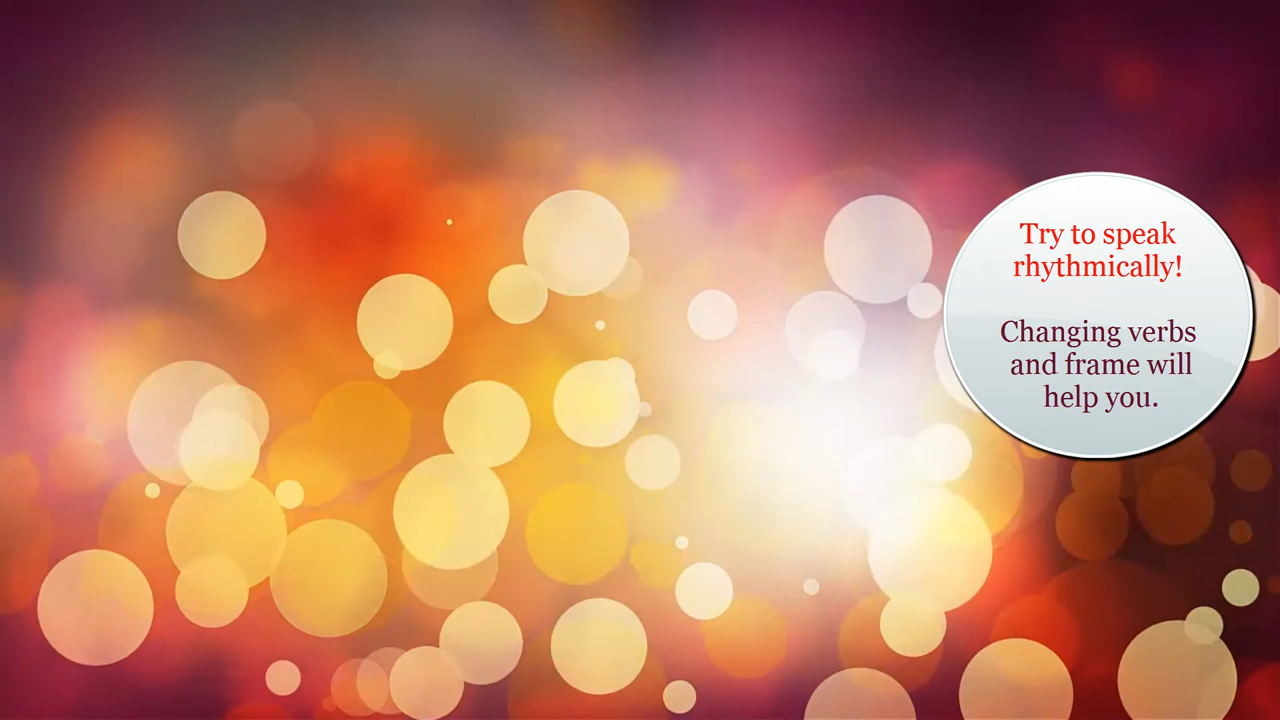 Try to speak
rhythmically!
Changing verbs
and frame will
help you.